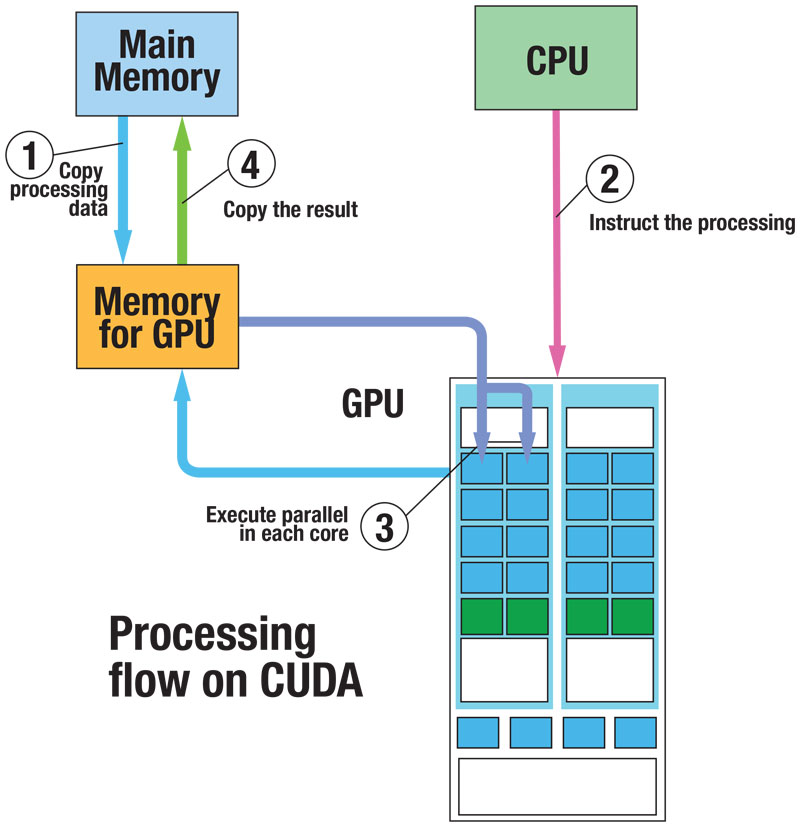 Main
Memory
CPU
1
Copy
processing
data
4
Copy the result
2
Instruct the processing
Memory
for GPU
GPU
Execute parallel
in each core
3
Processing
flow on CUDA